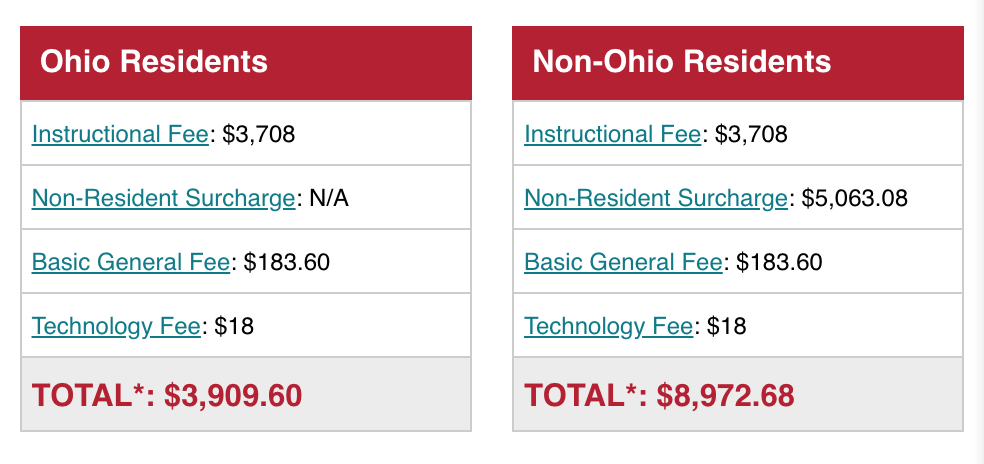 Ohio Residents
Instructional Fee: $3,708
Non-Resident Surcharge: N/A
Basic General Fee: $183.60
Technology Fee: $18
TOTAL*: $3,909.60
Non-Ohio Residents
Instructional Fee: $3,708
Non-Resident Surcharge: $5,063.08
Basic General Fee: $183.60
Technology Fee: $18
TOTAL*: $8,972.68